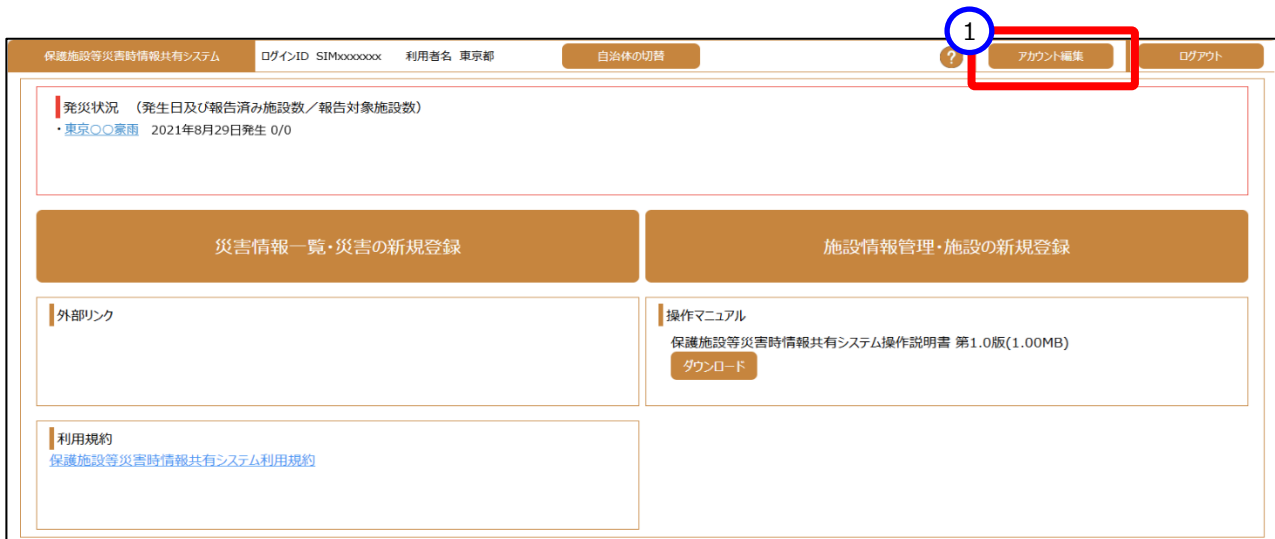 1
保護施設等災害時情報共有システム ログインID SIMxxxxxxx 利用者名 東京都 自治体の切替 ? アカウント編集 ログアウト
発災状況 （発生日及び報告済み施設数／報告対象施設数）
・東京〇〇豪雨 2021年8月29日発生 0/0
災害情報一覧・災害の新規登録
施設情報管理・施設の新規登録
外部リンク
操作マニュアル
保護施設等災害時情報共有システム操作説明書 第1.0版(1.00MB)
ダウンロード
利用規約
保護施設等災害時情報共有システム利用規約